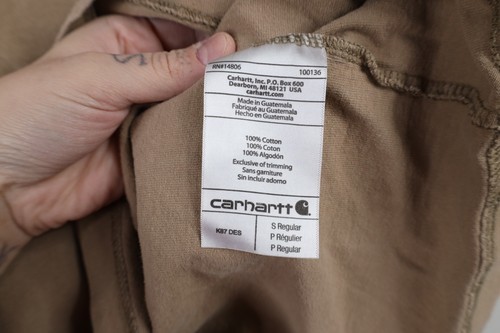 RN#14806 100136
Carhartt, Inc. P.O. Box 600
Dearborn, MI 48121 USA
carhartt.com
Made in Guatemala
Fabriqué au Guatemala
Hecho en Guatemala
100% Cotton
100% Coton
100% Algodón
Exclusive of trimming
Sans garniture
Sin incluir adorno
carhartt
K87 DES
S Regular
P Régulier
P Regular